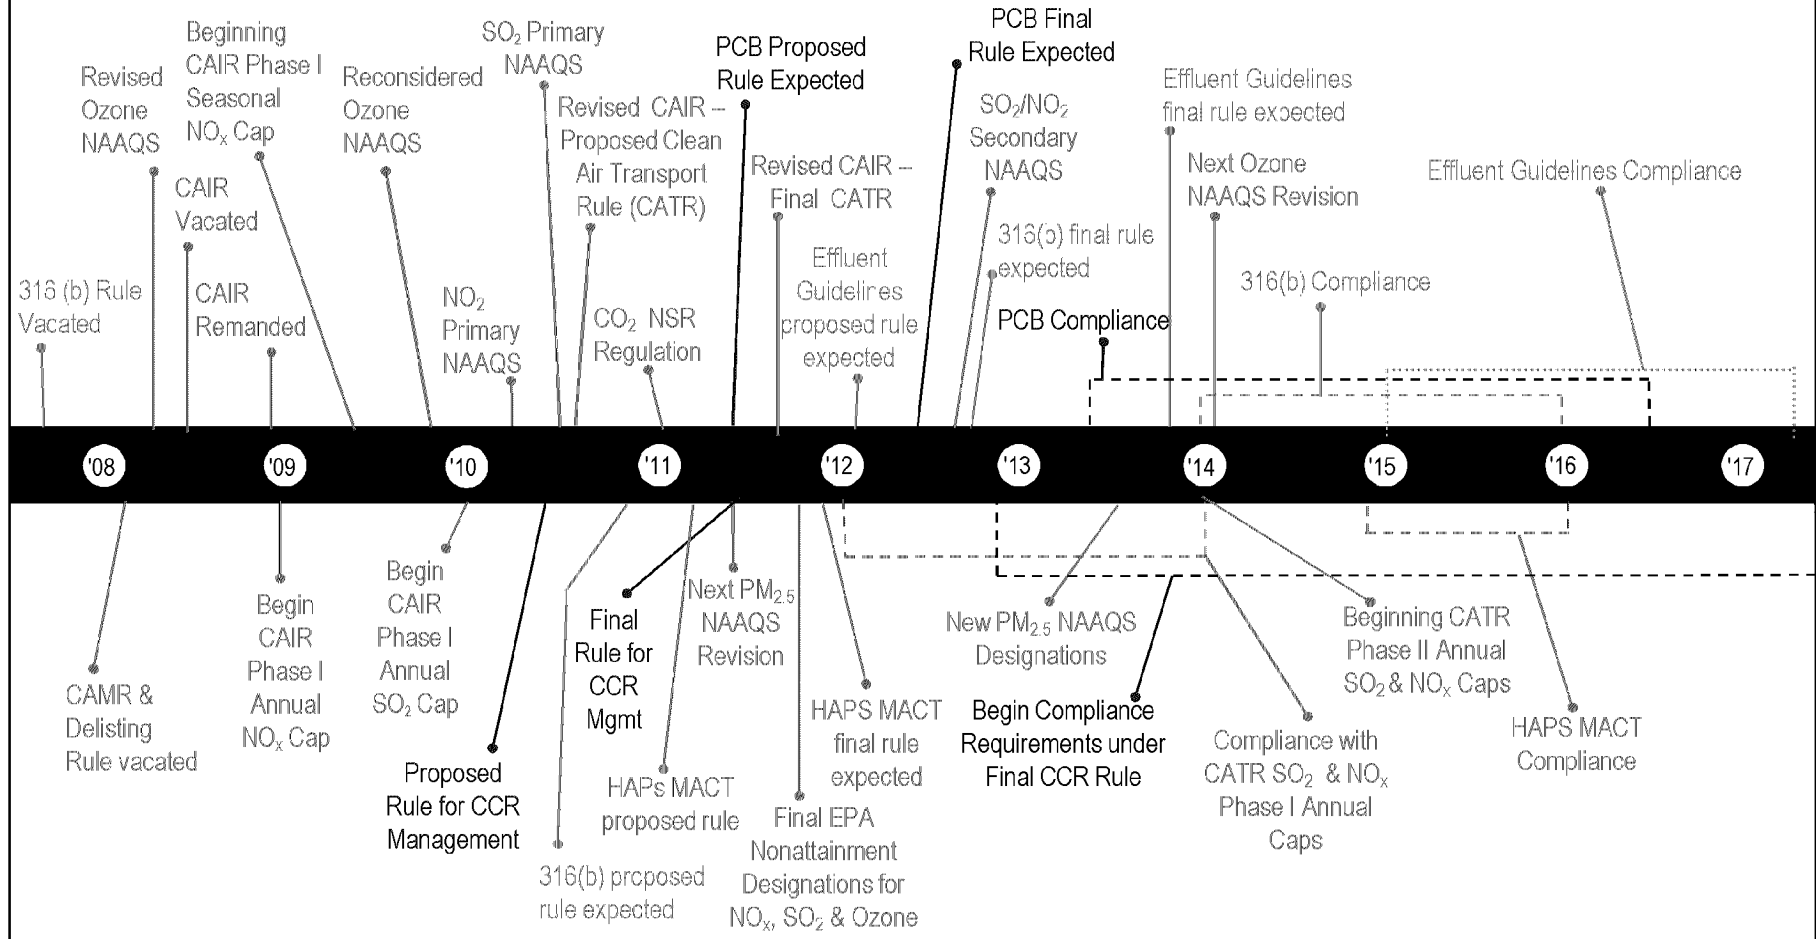 Revised
Ozone
NAAQS
Beginning
CAIR Phase I
Seasonal
NOx Cap
Reconsidered
Ozone
NAAQS
SO2 Primary
NAAQS
Revised CAIR –
Proposed Clean
Air Transport
Rule (CATR)
PCB Proposed
Rule Expected
Revised CAIR –
Final CATR
PCB Final
Rule Expected
SO2/NO2
Secondary
NAAQS
Effluent Guidelines
final rule expected
Next Ozone
NAAQS Revision
Effluent Guidelines Compliance
316 (b) Rule
Vacated
CAIR
Vacated
CAIR
Remanded
NO2
Primary
NAAQS
CO2 NSR
Regulation
Effluent
Guidelines
proposed rule
expected
316(b) final rule
expected
PCB Compliance
316(b) Compliance
'08 '09 '10 '11 '12 '13 '14 '15 '16 '17
CAMR &
Delisting
Rule vacated
Begin
CAIR
Phase I
Annual
NOx Cap
Begin
CAIR
Phase I
Annual
SO2 Cap
Proposed
Rule for CCR
Management
316(b) proposed
rule expected
Final
Rule for
CCR
Mgmt
HAPs MACT
proposed rule
Next PM2.5
NAAQS
Revision
Final EPA
Nonattainment
Designations for
NOx, SO2 & Ozone
HAPS MACT
final rule
expected
New PM2.5 NAAQS
Designations
Begin Compliance
Requirements under
Final CCR Rule
Compliance with
CATR SO2 & NOx
Phase I Annual
Caps
Beginning CATR
Phase II Annual
SO2 & NOx Caps
HAPS MACT
Compliance